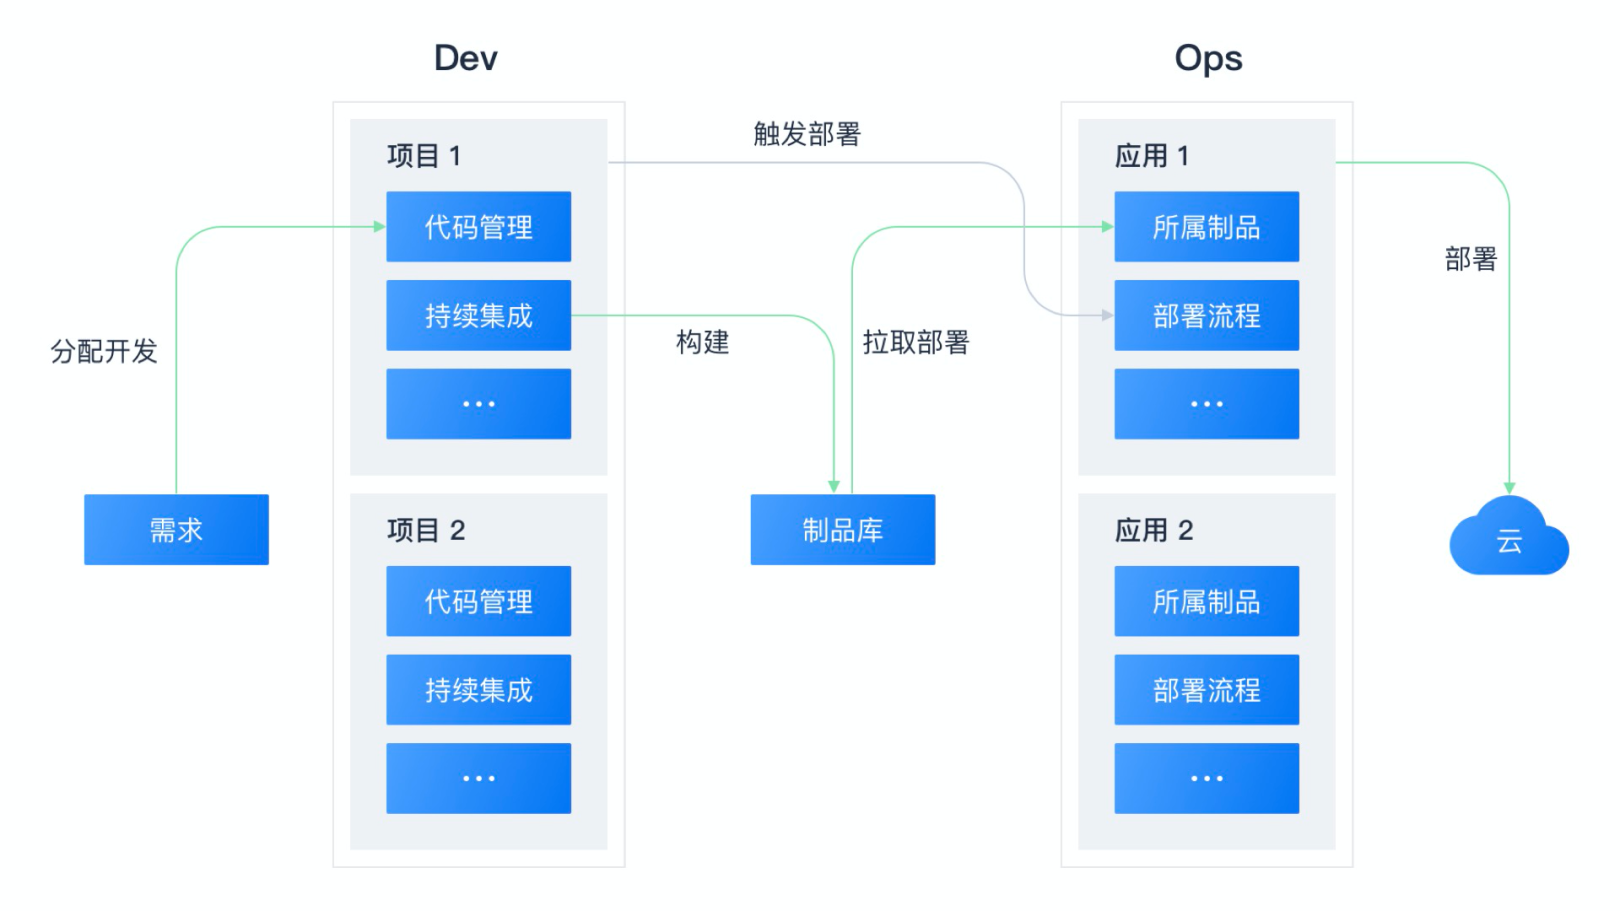 Dev
Ops
触发部署
项目 1
代码管理
持续集成
...
分配开发
构建
拉取部署
应用 1
所属制品
部署流程
...
部署
需求
制品库
云
项目 2
代码管理
持续集成
...
应用 2
所属制品
部署流程
...